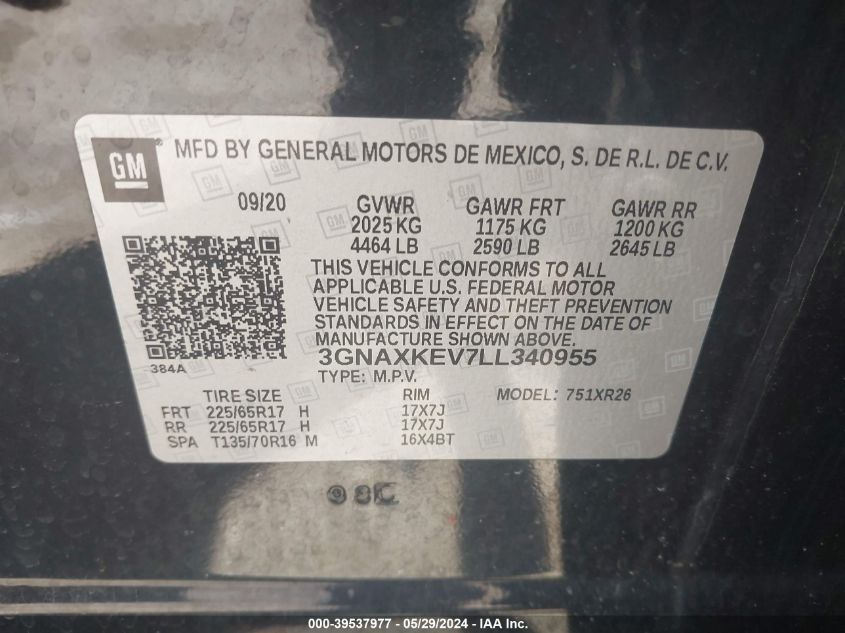 GM
MFD BY GENERAL MOTORS DE MEXICO, S. DE R.L. DE C.V.
09/20 GVWR GAWR FRT GAWR RR
2025 KG 1175 KG 1200 KG
4464 LB 2590 LB 2645 LB
THIS VEHICLE CONFORMS TO ALL
APPLICABLE U.S. FEDERAL MOTOR
VEHICLE SAFETY AND THEFT PREVENTION
STANDARDS IN EFFECT ON THE DATE OF
MANUFACTURE SHOWN ABOVE.
3GNAXKEV7LL340955
384A
TYPE: M.P.V.
TIRE SIZE RIM MODEL: 751XR26
FRT 225/65R17 H 17X7J
RR 225/65R17 H 17X7J
SPA T135/70R16 M 16X4BT
98C
000-39537977 - 05/29/2024 - IAA Inc.